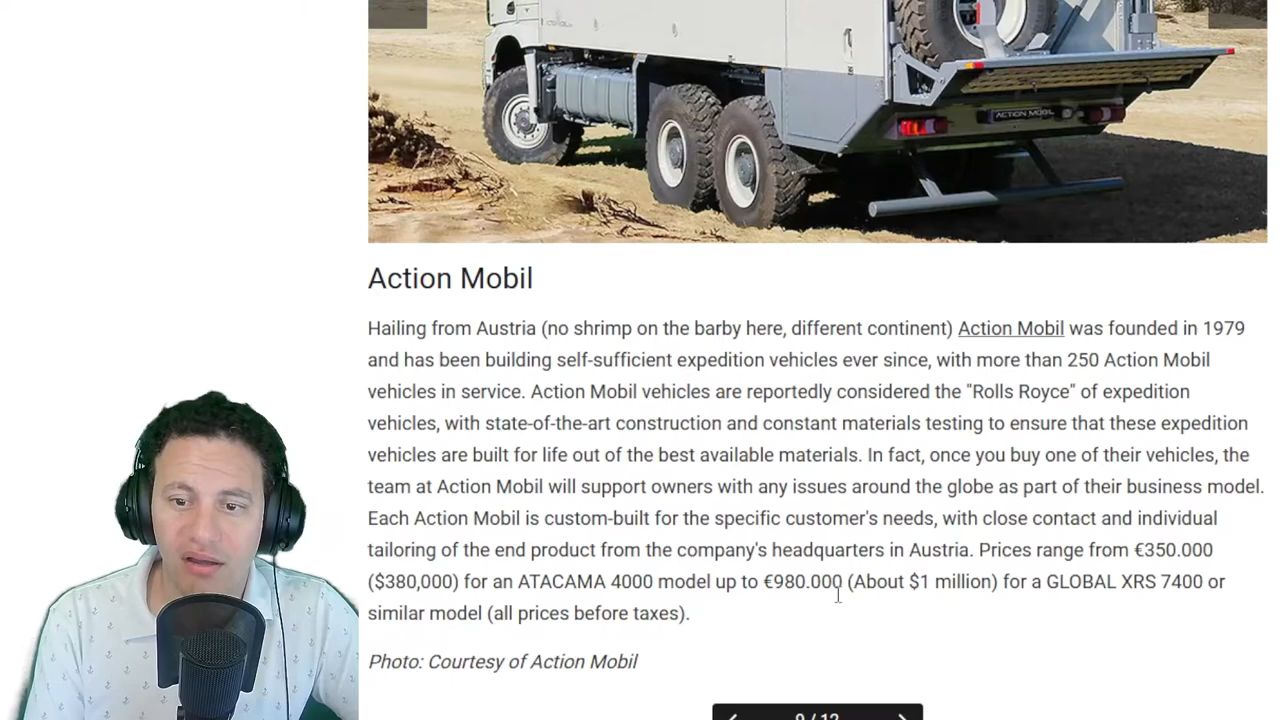 ACTION MOBIL
Action Mobil
Hailing from Austria (no shrimp on the barby here, different continent) Action Mobil was founded in 1979
and has been building self-sufficient expedition vehicles ever since, with more than 250 Action Mobil
vehicles in service. Action Mobil vehicles are reportedly considered the "Rolls Royce" of expedition
vehicles, with state-of-the-art construction and constant materials testing to ensure that these expedition
vehicles are built for life out of the best available materials. In fact, once you buy one of their vehicles, the
team at Action Mobil will support owners with any issues around the globe as part of their business model.
Each Action Mobil is custom-built for the specific customer's needs, with close contact and individual
tailoring of the end product from the company's headquarters in Austria. Prices range from €350.000
($380,000) for an ATACAMA 4000 model up to €980.000 (About $1 million) for a GLOBAL XRS 7400 or
similar model (all prices before taxes).
Photo: Courtesy of Action Mobil
9 / 12